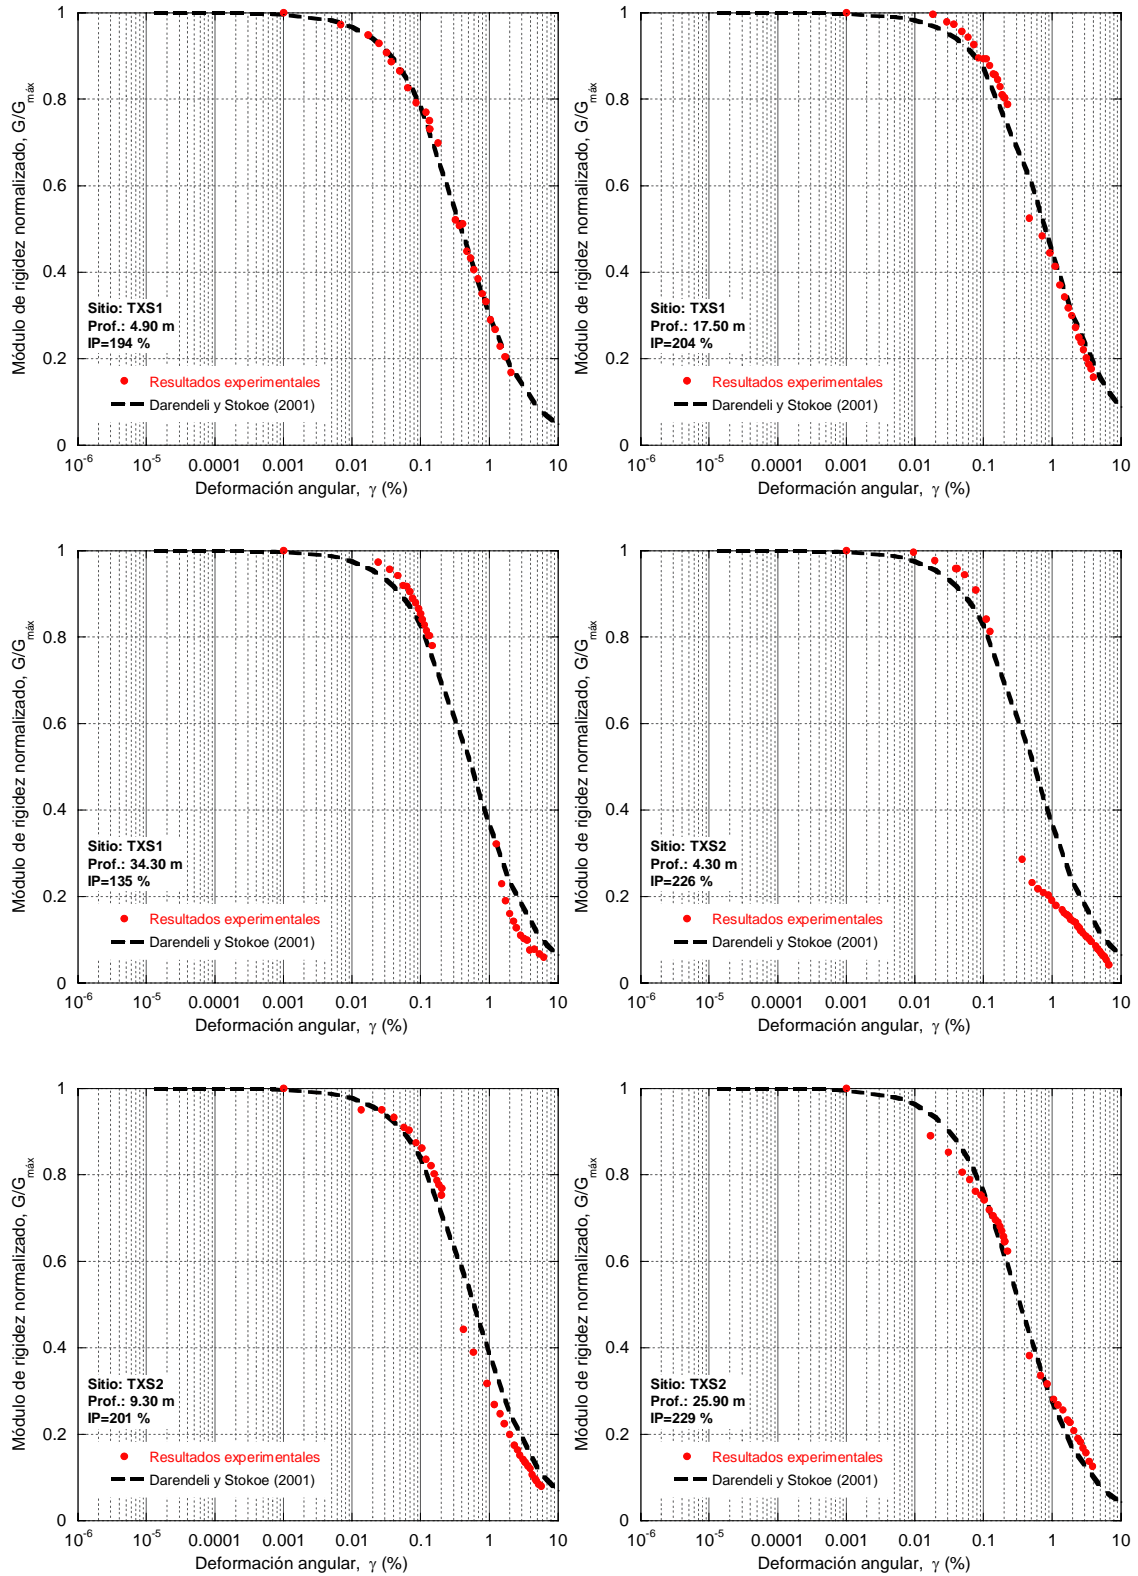 1
0.8
0.6
0.4
0.2
0
Módulo de rigidez normalizado, G/Gmáx
Sitio: TXS1
Prof.: 4.90 m
IP=194 %
Resultados experimentales
Darendeli y Stokoe (2001)
10-6 10-5 0.0001 0.001 0.01 0.1 1 10
Deformación angular, γ (%)
1
0.8
0.6
0.4
0.2
0
Módulo de rigidez normalizado, G/Gmáx
Sitio: TXS1
Prof.: 17.50 m
IP=204 %
Resultados experimentales
Darendeli y Stokoe (2001)
10-6 10-5 0.0001 0.001 0.01 0.1 1 10
Deformación angular, γ (%)
1
0.8
0.6
0.4
0.2
0
Módulo de rigidez normalizado, G/Gmáx
Sitio: TXS1
Prof.: 34.30 m
IP=135 %
Resultados experimentales
Darendeli y Stokoe (2001)
10-6 10-5 0.0001 0.001 0.01 0.1 1 10
Deformación angular, γ (%)
1
0.8
0.6
0.4
0.2
0
Módulo de rigidez normalizado, G/Gmáx
Sitio: TXS2
Prof.: 4.30 m
IP=226 %
Resultados experimentales
Darendeli y Stokoe (2001)
10-6 10-5 0.0001 0.001 0.01 0.1 1 10
Deformación angular, γ (%)
1
0.8
0.6
0.4
0.2
0
Módulo de rigidez normalizado, G/Gmáx
Sitio: TXS2
Prof.: 9.30 m
IP=201 %
Resultados experimentales
Darendeli y Stokoe (2001)
10-6 10-5 0.0001 0.001 0.01 0.1 1 10
Deformación angular, γ (%)
1
0.8
0.6
0.4
0.2
0
Módulo de rigidez normalizado, G/Gmáx
Sitio: TXS2
Prof.: 25.90 m
IP=229 %
Resultados experimentales
Darendeli y Stokoe (2001)
10-6 10-5 0.0001 0.001 0.01 0.1 1 10
Deformación angular, γ (%)